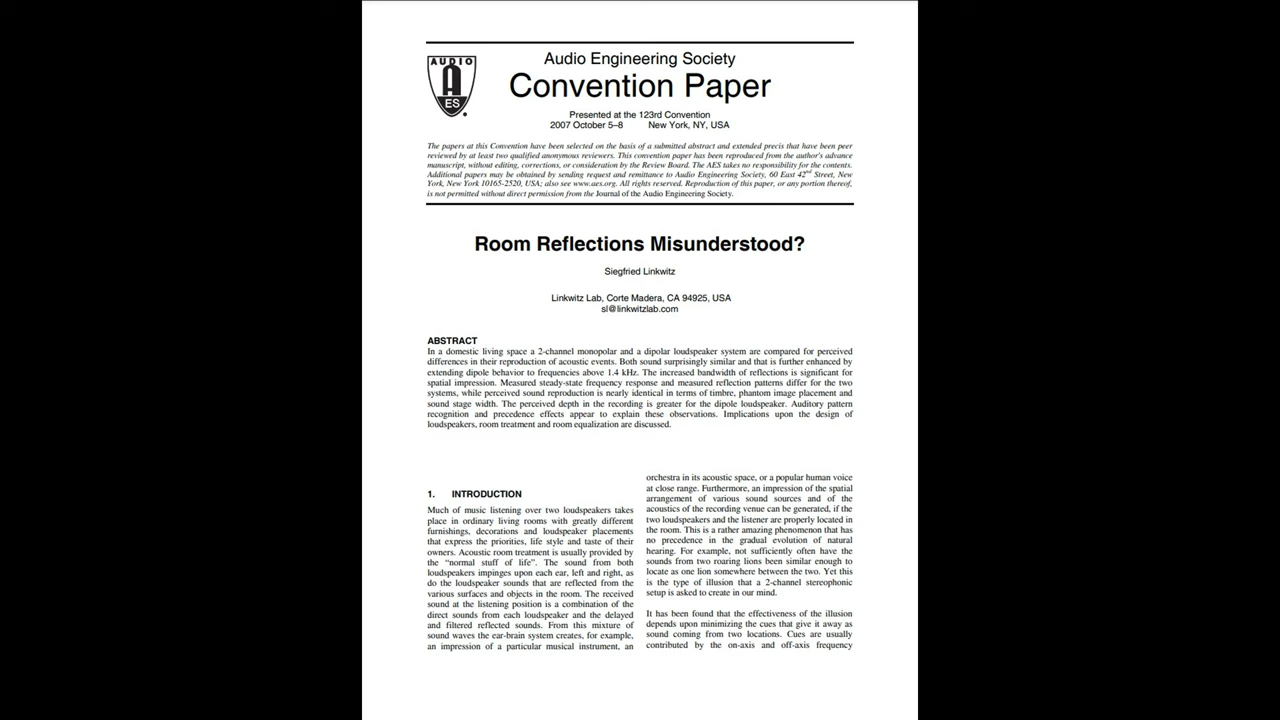 AUDIO
A
ES
Audio Engineering Society
Convention Paper
Presented at the 123rd Convention
2007 October 5–8 New York, NY, USA
The papers at this Convention have been selected on the basis of a submitted abstract and extended precis that have been peer
reviewed by at least two qualified anonymous reviewers. This convention paper has been reproduced from the author's advance
manuscript, without editing, corrections, or consideration by the Review Board. The AES takes no responsibility for the contents.
Additional papers may be obtained by sending request and remittance to Audio Engineering Society, 60 East 42nd Street, New
York, New York 10165-2520, USA; also see www.aes.org. All rights reserved. Reproduction of this paper, or any portion thereof,
is not permitted without direct permission from the Journal of the Audio Engineering Society.
Room Reflections Misunderstood?
Siegfried Linkwitz
Linkwitz Lab, Corte Madera, CA 94925, USA
sl@linkwitzlab.com
ABSTRACT
In a domestic living space a 2-channel monopolar and a dipolar loudspeaker system are compared for perceived
differences in their reproduction of acoustic events. Both sound surprisingly similar and that is further enhanced by
extending dipole behavior to frequencies above 1.4 kHz. The increased bandwidth of reflections is significant for
spatial impression. Measured steady-state frequency response and measured reflection patterns differ for the two
systems, while perceived sound reproduction is nearly identical in terms of timbre, phantom image placement and
sound stage width. The perceived depth in the recording is greater for the dipole loudspeaker. Auditory pattern
recognition and precedence effects appear to explain these observations. Implications upon the design of
loudspeakers, room treatment and room equalization are discussed.
1. INTRODUCTION
Much of music listening over two loudspeakers takes
place in ordinary living rooms with greatly different
furnishings, decorations and loudspeaker placements
that express the priorities, life style and taste of their
owners. Acoustic room treatment is usually provided by
the “normal stuff of life”. The sound from both
loudspeakers impinges upon each ear, left and right, as
do the loudspeaker sounds that are reflected from the
various surfaces and objects in the room. The received
sound at the listening position is a combination of the
direct sounds from each loudspeaker and the delayed
and filtered reflected sounds. From this mixture of
sound waves the ear-brain system creates, for example,
an impression of a particular musical instrument, an
orchestra in its acoustic space, or a popular human voice
at close range. Furthermore, an impression of the spatial
arrangement of various sound sources and of the
acoustics of the recording venue can be generated, if the
two loudspeakers and the listener are properly located in
the room. This is a rather amazing phenomenon that has
no precedence in the gradual evolution of natural
hearing. For example, not sufficiently often have the
sounds from two roaring lions been similar enough to
locate as one lion somewhere between the two. Yet this
is the type of illusion that a 2-channel stereophonic
setup is asked to create in our mind.
It has been found that the effectiveness of the illusion
depends upon minimizing the cues that give it away as
sound coming from two locations. Cues are usually
contributed by the on-axis and off-axis frequency